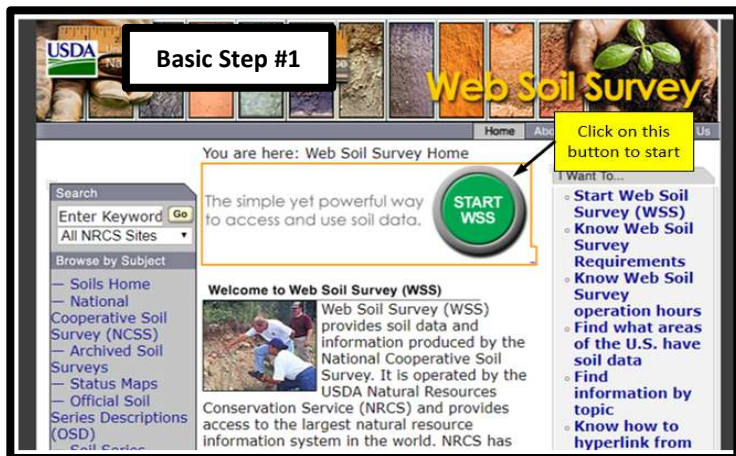 USDA
Basic Step #1
Web Soil Survey
Home
Us
Click on this
button to start
You are here: Web Soil Survey Home
The simple yet powerful way
to access and use soil data.
START
WSS
Search
Enter Keyword Go
All NRCS Sites
Browse by Subject
— Soils Home
— National
Cooperative Soil
Survey (NCSS)
— Archived Soil
Surveys
— Status Maps
— Official Soil
Series Descriptions
(OSD)
— Soil Series
Welcome to Web Soil Survey (WSS)
Web Soil Survey (WSS)
provides soil data and
information produced by the
National Cooperative Soil
Survey. It is operated by the
USDA Natural Resources
Conservation Service (NRCS) and provides
access to the largest natural resource
information system in the world. NRCS has
I Want To...
Start Web Soil
Survey (WSS)
Know Web Soil
Survey
Requirements
Know Web Soil
Survey
operation hours
Find what areas
of the U.S. have
soil data
Find
information by
topic
Know how to
hyperlink from